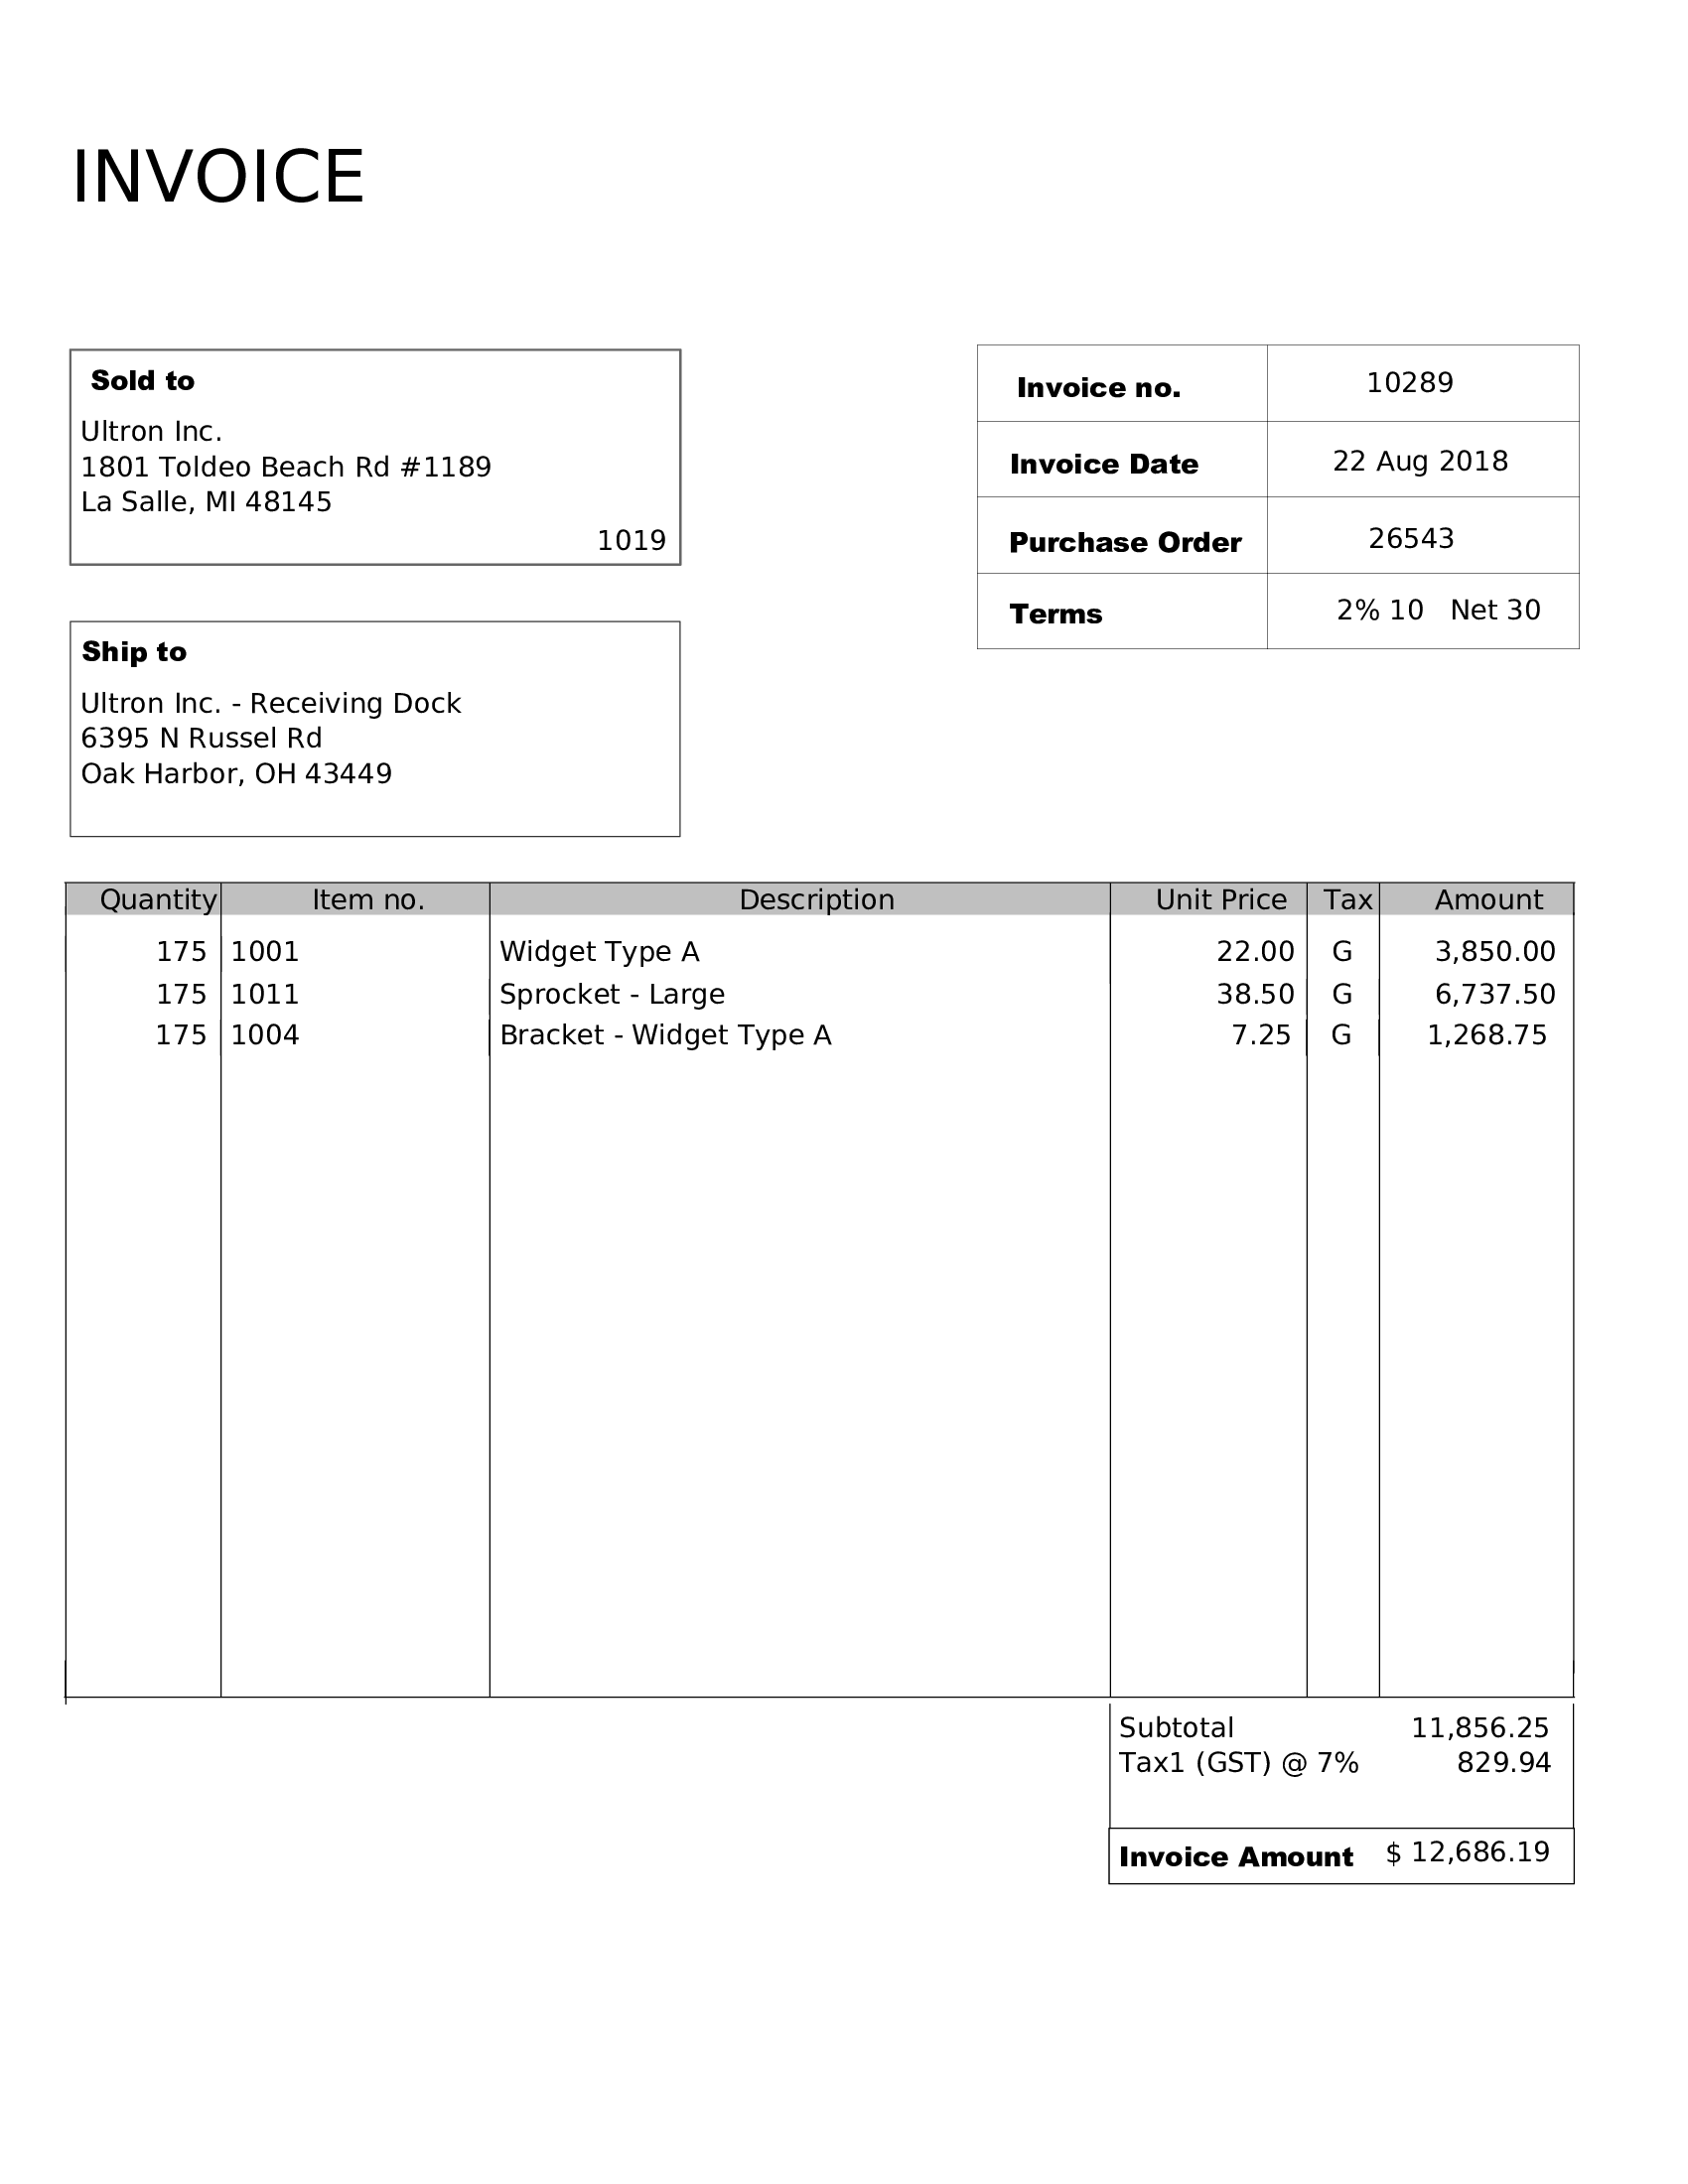 INVOICE
Sold to
Ultron Inc.
1801 Toldeo Beach Rd #1189
La Salle, MI 48145
1019
Invoice no. 10289
Invoice Date 22 Aug 2018
Purchase Order 26543
Terms 2% 10 Net 30
Ship to
Ultron Inc. - Receiving Dock
6395 N Russel Rd
Oak Harbor, OH 43449
Quantity Item no. Description Unit Price Tax Amount
175 1001 Widget Type A 22.00 G 3,850.00
175 1011 Sprocket - Large 38.50 G 6,737.50
175 1004 Bracket - Widget Type A 7.25 G 1,268.75
Subtotal 11,856.25
Tax1 (GST) @ 7% 829.94
Invoice Amount $ 12,686.19